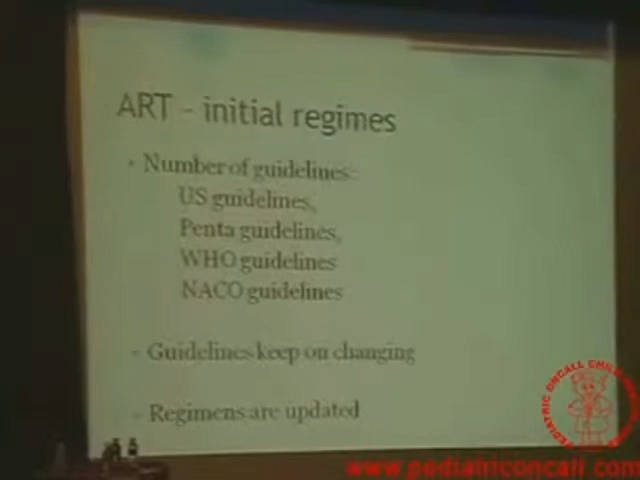 ART - initial regimes
• Number of guidelines:
US guidelines,
Penta guidelines,
WHO guidelines
NACO guidelines
- Guidelines keep on changing
- Regimens are updated
PEDIATRIC ONCALL CHILD
www.pediatriconcall.com